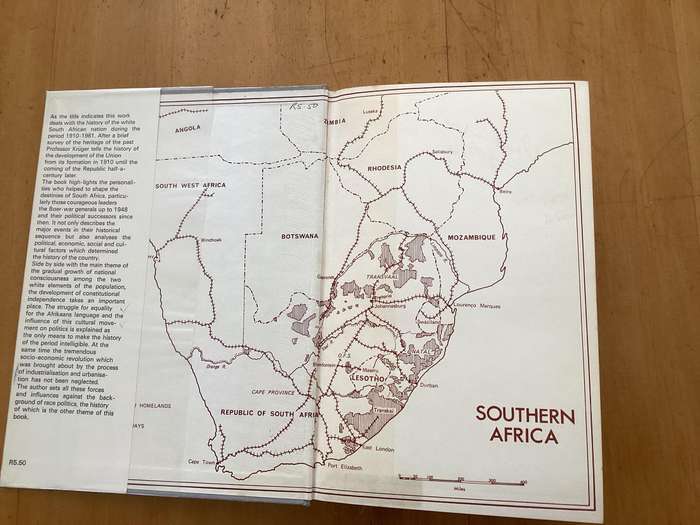 As the title indicates this work
deals with the history of the white
South African nation during the
period 1910-1961. After a brief
survey of the heritage of the past
Professor Krüger tells the history of
the development of the Union
from its formation in 1910 until the
coming of the Republic half-a-
century later.
The book high-lights the personali-
ties who helped to shape the
destinies of South Africa, particu-
larly those courageous leaders
the Boer-war generals up to 1948
and their political successors since
then. It not only describes the
major events in their historical
sequence but also analyses the
political, economic, social and cul-
tural factors which determined
the history of the country.
Side by side with the main theme of
the gradual growth of national
consciousness among the two
white elements of the population,
the development of constitutional
independence takes an important
place. The struggle for equality
for the Afrikaans language and the
influence of this cultural move-
ment on politics is explained as
the only means to make the history
of the period intelligible. At the
same time the tremendous
socio-economic revolution which
was brought about by the process
of industrialisation and urbanisa-
tion has not been neglected.
The author sets all these forces
and influences against the back-
ground of race politics, the history
of which is the other theme of this
book.
R5.50
R5-50
ANGOLA
ZAMBIA
Lusaka
RHODESIA
Salisbury
Beira
SOUTH WEST AFRICA
Windhoek
BOTSWANA
MOZAMBIQUE
TRANSVAAL
Pretoria
Johannesburg
Lourenço Marques
Swaziland
Orange R.
O.F.S.
NATAL
Bloemfontein
Maseru
LESOTHO
Durban
CAPE PROVINCE
HOMELANDS
REPUBLIC OF SOUTH AFRICA
Transkei
WAYS
East London
Cape Town
Port Elizabeth
SOUTHERN
AFRICA
Miles